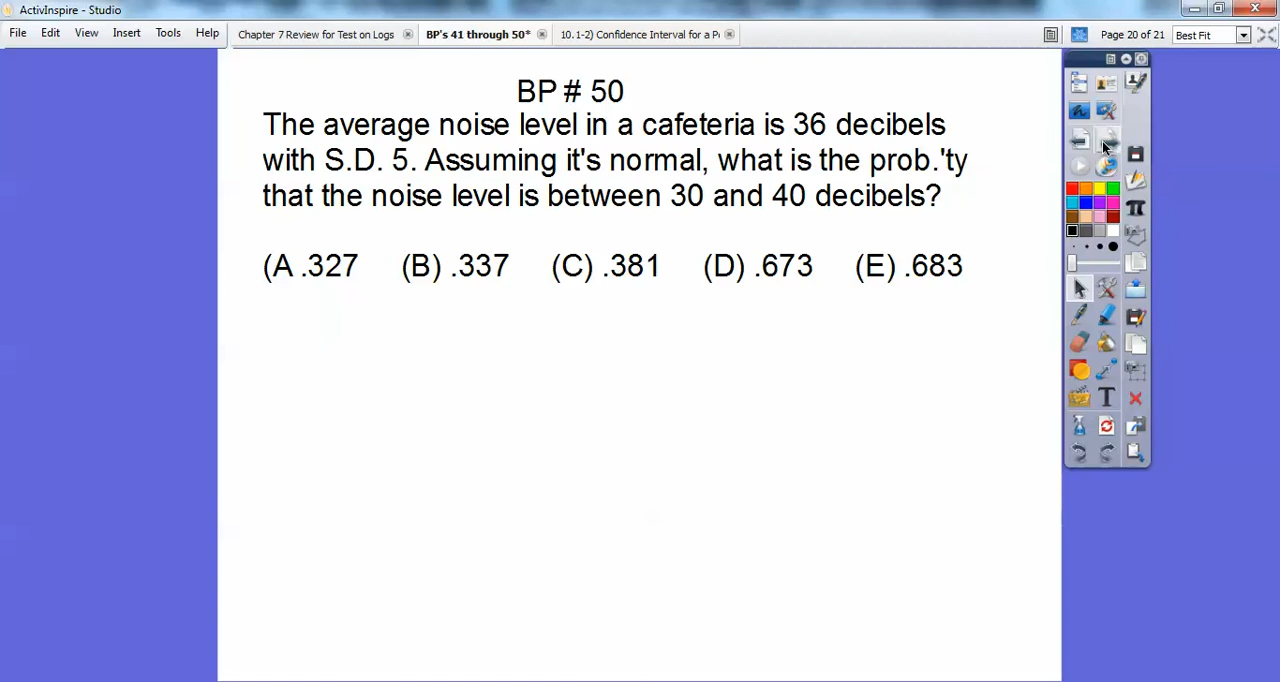 ActivInspire - Studio
File Edit View Insert Tools Help
Chapter 7 Review for Test on Logs
BP's 41 through 50*
10.1-2) Confidence Interval for a P
Page 20 of 21
Best Fit
BP # 50
The average noise level in a cafeteria is 36 decibels
with S.D. 5. Assuming it's normal, what is the prob.'ty
that the noise level is between 30 and 40 decibels?
(A .327 (B) .337 (C) .381 (D) .673 (E) .683
T